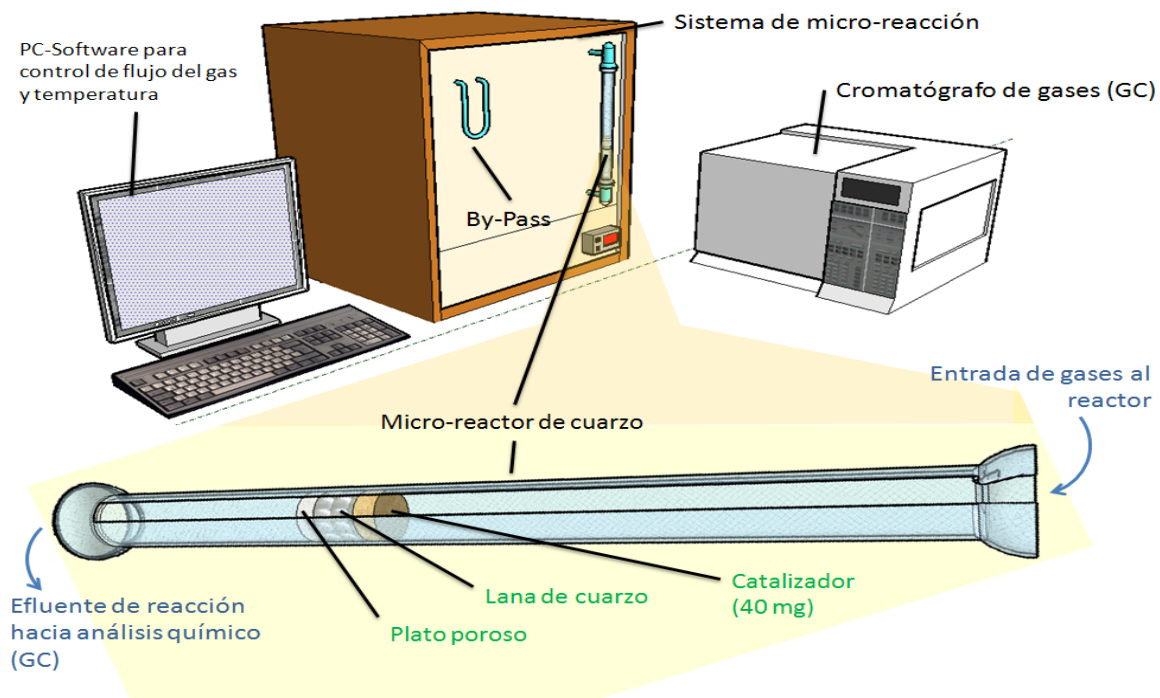 Sistema de micro-reacción
PC-Software para
control de flujo del gas
y temperatura
Cromatógrafo de gases (GC)
By-Pass
Entrada de gases al
reactor
Micro-reactor de cuarzo
Catalizador
(40 mg)
Lana de cuarzo
Plato poroso
Efluente de reacción
hacia análisis químico
(GC)